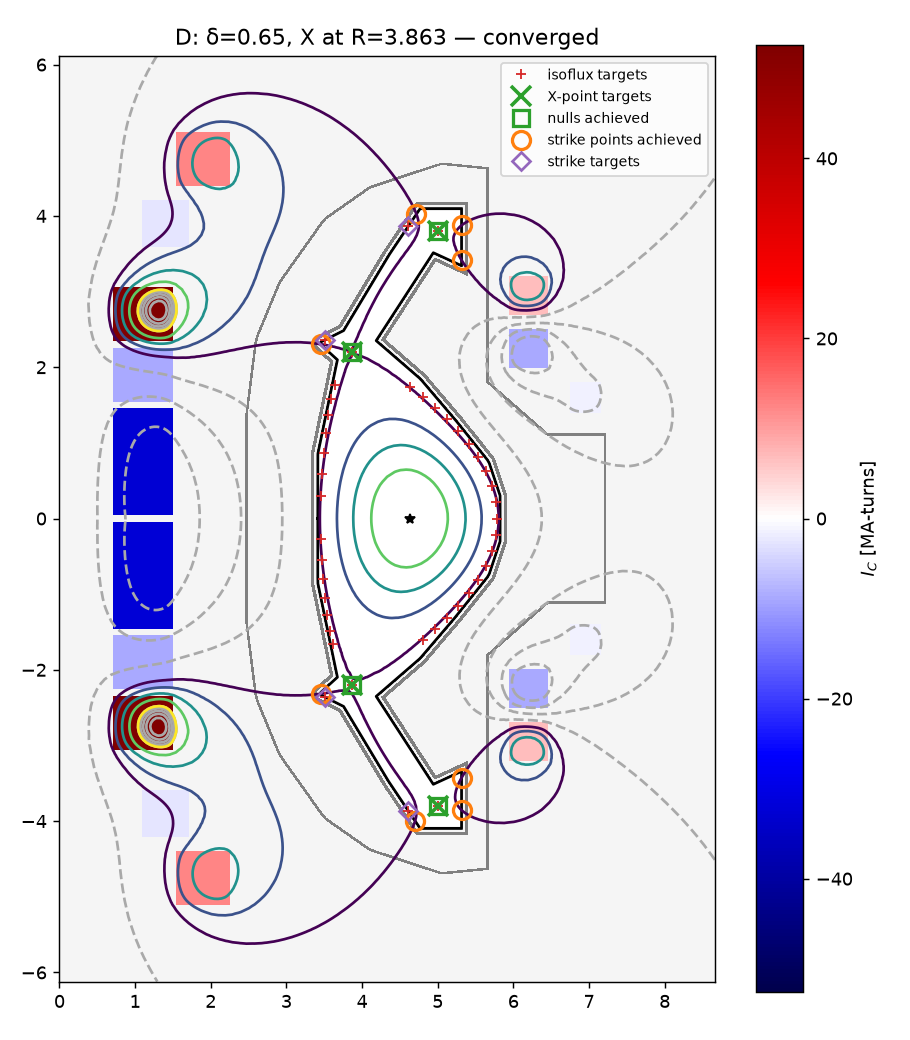 D: δ=0.65, X at R=3.863 — converged
isoflux targets
X-point targets
nulls achieved
strike points achieved
strike targets
6
4
2
0
−2
−4
−6
0 1 2 3 4 5 6 7 8
40
20
0
−20
−40
I_C [MA-turns]